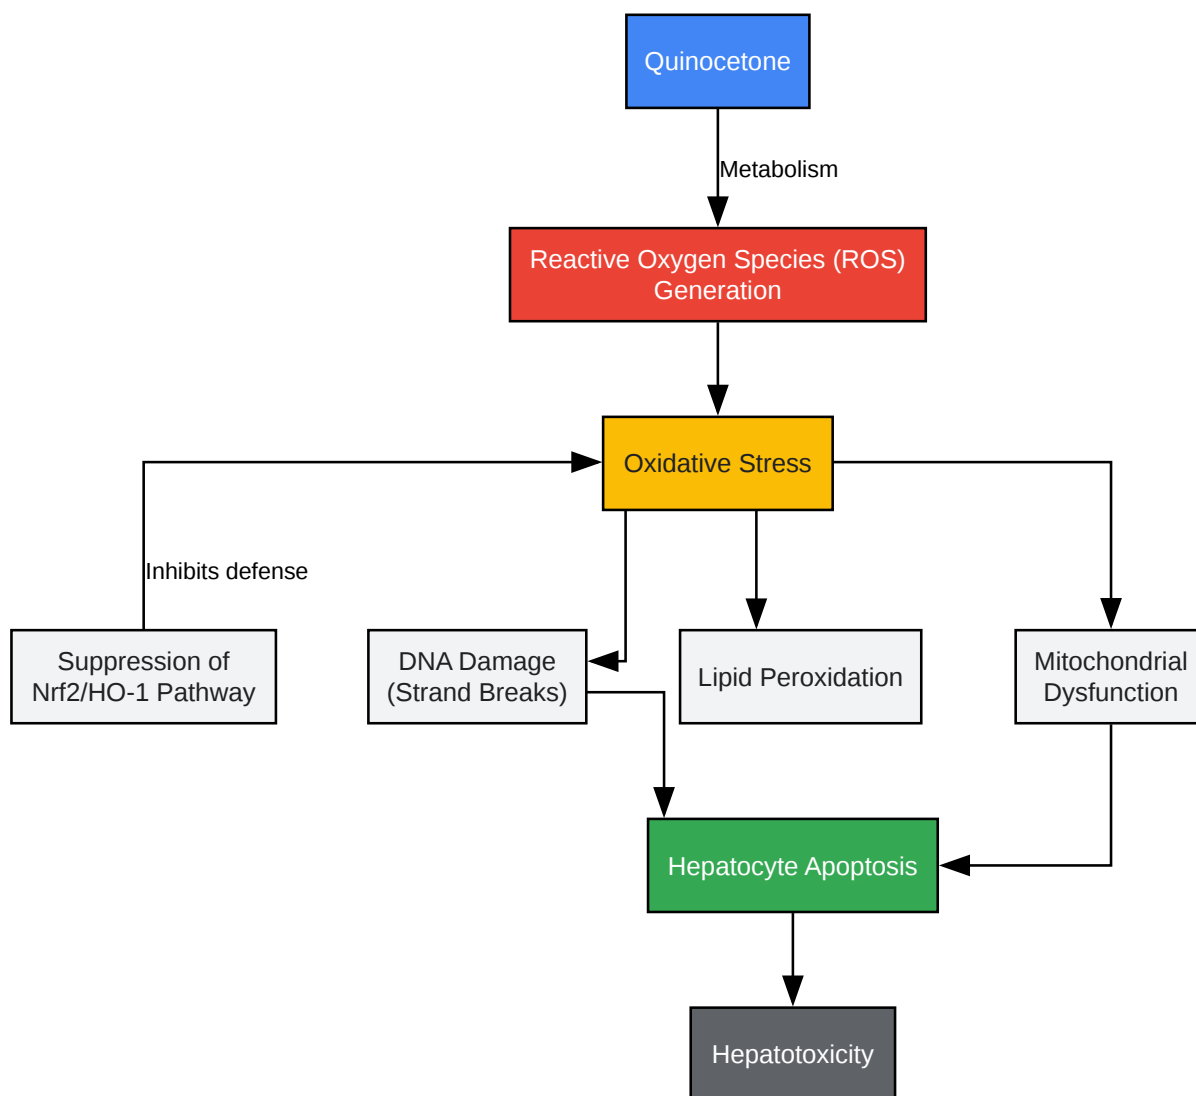 Quinocetone
Metabolism
Reactive Oxygen Species (ROS)
Generation
Oxidative Stress
Inhibits defense
Suppression of
Nrf2/HO-1 Pathway
DNA Damage
(Strand Breaks)
Lipid Peroxidation
Mitochondrial
Dysfunction
Hepatocyte Apoptosis
Hepatotoxicity